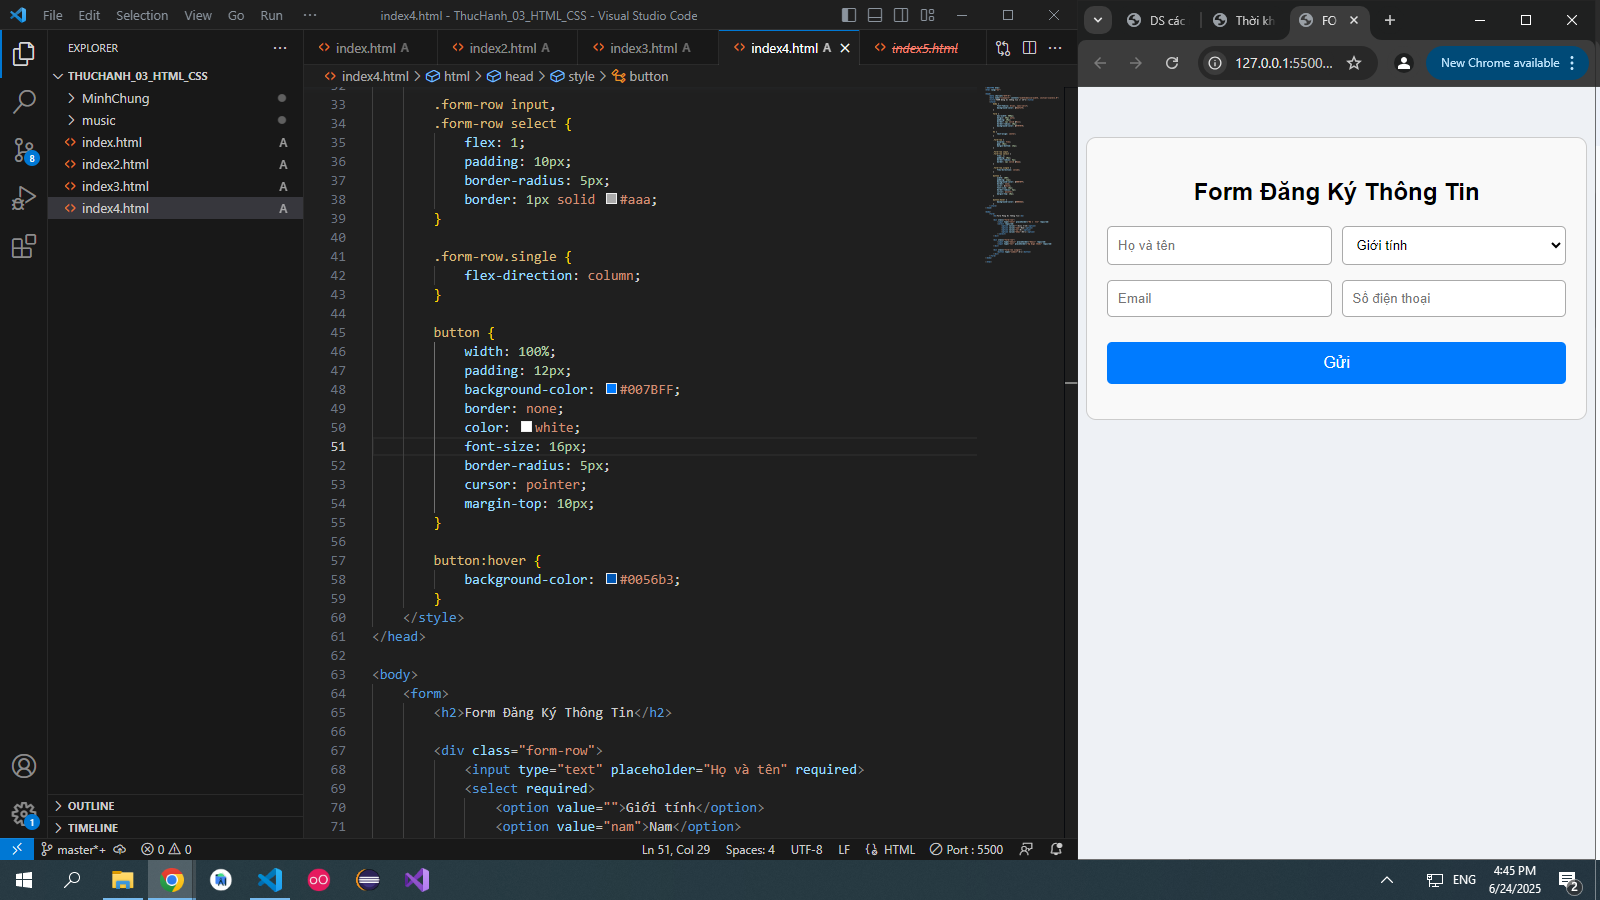 File Edit Selection View Go Run ··· index4.html - ThucHanh_03_HTML_CSS - Visual Studio Code
EXPLORER ···
THUCHANH_03_HTML_CSS
MinhChung
music
index.html A
index2.html A
index3.html A
index4.html A
OUTLINE
TIMELINE
index.html A index2.html A index3.html A index4.html A index5.html
index4.html > html > head > style > button
33 .form-row input,
34 .form-row select {
35 flex: 1;
36 padding: 10px;
37 border-radius: 5px;
38 border: 1px solid #aaa;
39 }
40
41 .form-row.single {
42 flex-direction: column;
43 }
44
45 button {
46 width: 100%;
47 padding: 12px;
48 background-color: #007BFF;
49 border: none;
50 color: white;
51 font-size: 16px;
52 border-radius: 5px;
53 cursor: pointer;
54 margin-top: 10px;
55 }
56
57 button:hover {
58 background-color: #0056b3;
59 }
60 </style>
61 </head>
62
63 <body>
64 <form>
65 <h2>Form Đăng Ký Thông Tin</h2>
66
67 <div class="form-row">
68 <input type="text" placeholder="Họ và tên" required>
69 <select required>
70 <option value="">Giới tính</option>
71 <option value="nam">Nam</option>
8
1
master*+ 0 0 Ln 51, Col 29 Spaces: 4 UTF-8 LF HTML Port : 5500
DS các Thời kh FO
127.0.0.1:5500... New Chrome available
Form Đăng Ký Thông Tin
Họ và tên Giới tính
Email Số điện thoại
Gửi
ENG 4:45 PM
6/24/2025 2